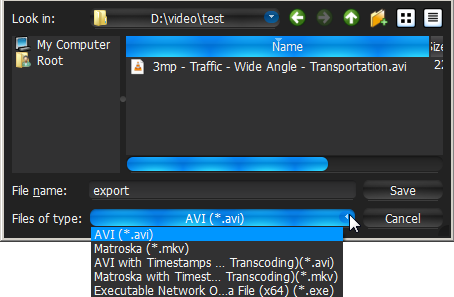 Look in: D:\video\test
My Computer
Root
Name
3mp - Traffic - Wide Angle - Transportation.avi
File name: export Save
Files of type: AVI (*.avi) Cancel
AVI (*.avi)
Matroska (*.mkv)
AVI with Timestamps ... Transcoding)(*.avi)
Matroska with Timest... Transcoding)(*.mkv)
Executable Network O...a File (x64) (*.exe)